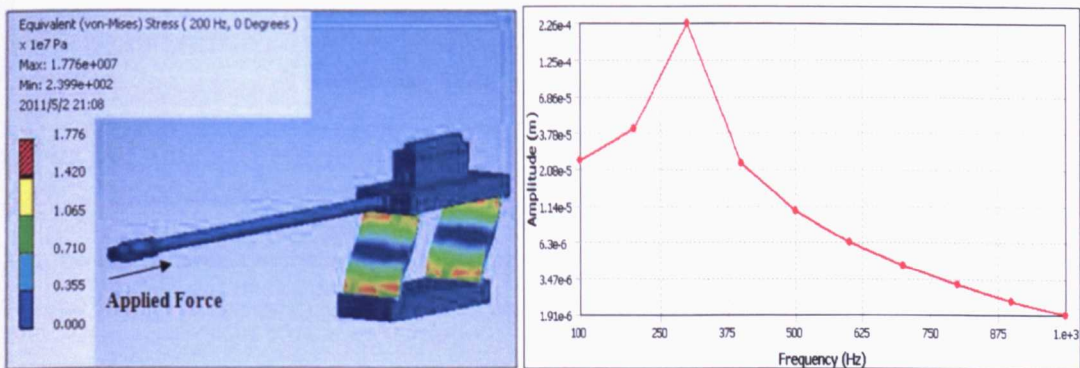 Equivalent (von-Mises) Stress ( 200 Hz, 0 Degrees )
x 1e7 Pa
Max: 1.776e+007
Min: 2.399e+002
2011/5/2 21:08
1.776
1.420
1.065
0.710
0.355
0.000
Applied Force
2.26e-4
1.25e-4
6.86e-5
3.78e-5
2.08e-5
1.14e-5
6.3e-6
3.47e-6
1.91e-6
Amplitude (m)
100 250 375 500 625 750 875 1.e+3
Frequency (Hz)